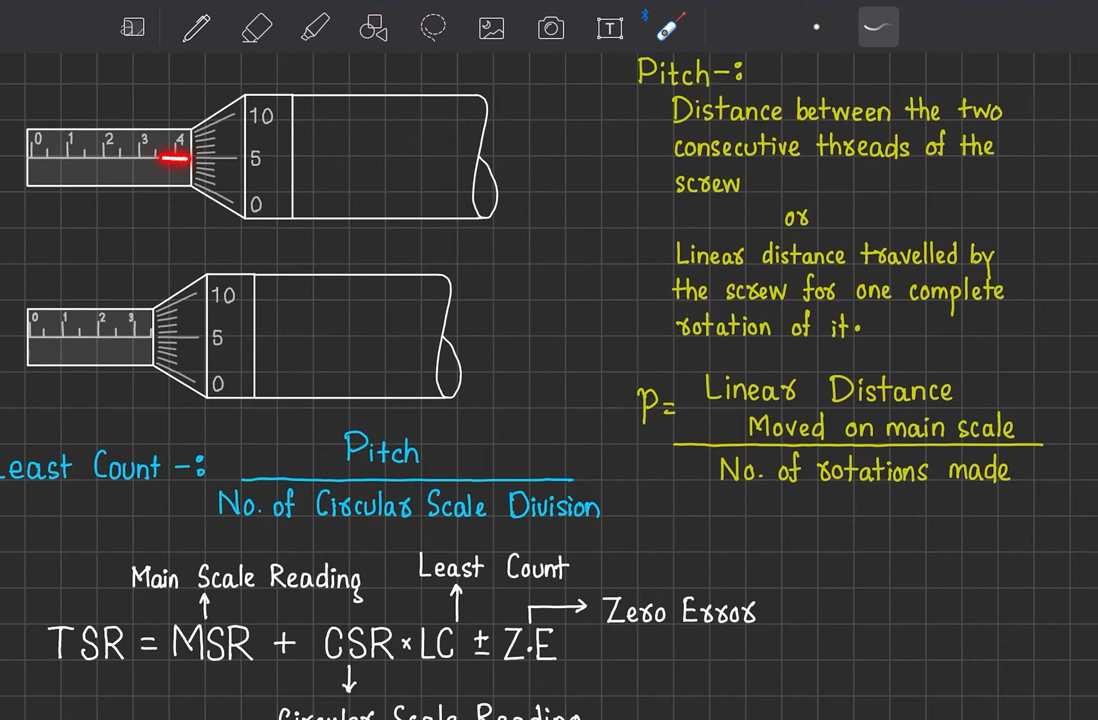 T
Pitch-:
Distance between the two
consecutive threads of the
screw
or
Linear distance travelled by
the screw for one complete
rotation of it.
P= Linear Distance
Moved on main scale
No. of rotations made
0 1 2 3 4
10
5
0
0 1 2 3
10
5
0
Least Count -: Pitch
No. of Circular Scale Division
Main Scale Reading
Least Count
Zero Error
TSR = MSR + CSR × LC ± Z.E
Circular Scale Reading